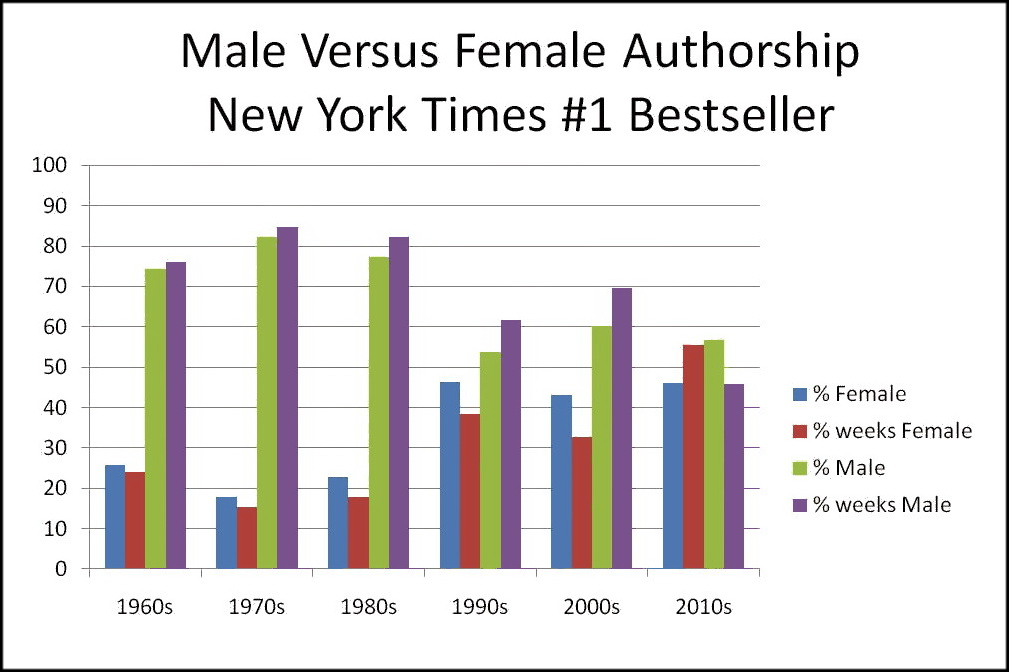 Male Versus Female Authorship
New York Times #1 Bestseller
100
90
80
70
60
50
40
30
20
10
0
1960s 1970s 1980s 1990s 2000s 2010s
% Female
% weeks Female
% Male
% weeks Male